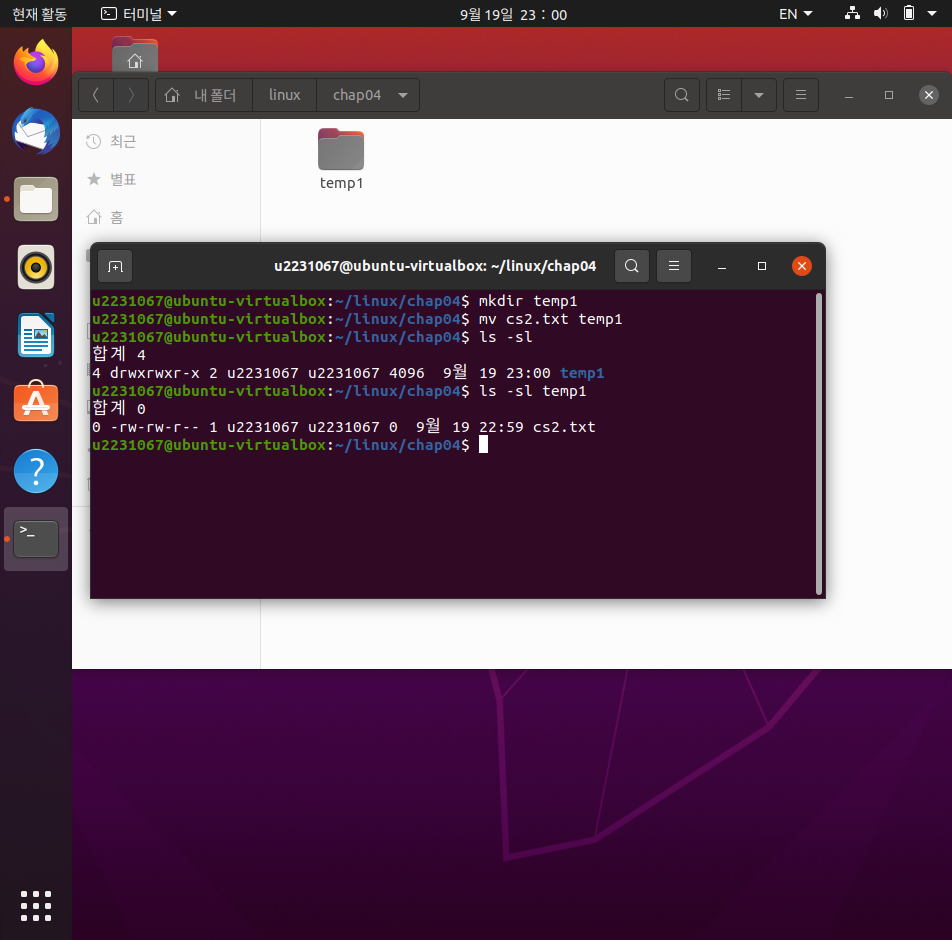 현재 활동 터미널 9월 19일 23 : 00 EN
내 폴더 linux chap04
최근
temp1
별표
홈
u2231067@ubuntu-virtualbox: ~/linux/chap04
u2231067@ubuntu-virtualbox:~/linux/chap04$ mkdir temp1
u2231067@ubuntu-virtualbox:~/linux/chap04$ mv cs2.txt temp1
u2231067@ubuntu-virtualbox:~/linux/chap04$ ls -sl
합계 4
4 drwxrwxr-x 2 u2231067 u2231067 4096  9월  19 23:00 temp1
u2231067@ubuntu-virtualbox:~/linux/chap04$ ls -sl temp1
합계 0
0 -rw-rw-r-- 1 u2231067 u2231067 0  9월  19 22:59 cs2.txt
u2231067@ubuntu-virtualbox:~/linux/chap04$